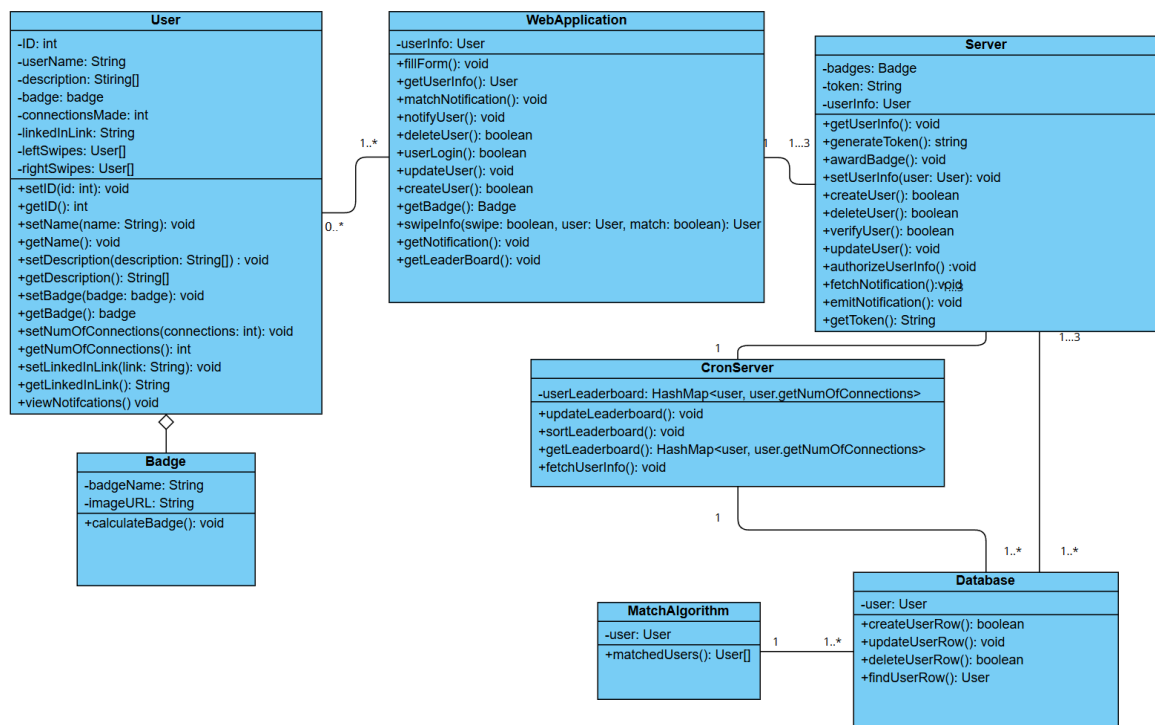 User
-ID: int
-userName: String
-description: Stiring[]
-badge: badge
-connectionsMade: int
-linkedInLink: String
-leftSwipes: User[]
-rightSwipes: User[]
+setID(id: int): void
+getID(): int
+setName(name: String): void
+getName(): void
+setDescription(description: String[]) : void
+getDescription(): String[]
+setBadge(badge: badge): void
+getBadge(): badge
+setNumOfConnections(connections: int): void
+getNumOfConnections(): int
+setLinkedInLink(link: String): void
+getLinkedInLink(): String
+viewNotifcations() void
0..*
1..*
WebApplication
-userInfo: User
+fillForm(): void
+getUserInfo(): User
+matchNotification(): void
+notifyUser(): void
+deleteUser(): boolean
+userLogin(): boolean
+updateUser(): void
+createUser(): boolean
+getBadge(): Badge
+swipeInfo(swipe: boolean, user: User, match: boolean): User
+getNotification(): void
+getLeaderBoard(): void
1
1...3
Server
-badges: Badge
-token: String
-userInfo: User
+getUserInfo(): void
+generateToken(): string
+awardBadge(): void
+setUserInfo(user: User): void
+createUser(): boolean
+deleteUser(): boolean
+verifyUser(): boolean
+updateUser(): void
+authorizeUserInfo() :void
+fetchNotification():void
+emitNotification(): void
+getToken(): String
1...3
1
CronServer
-userLeaderboard: HashMap<user, user.getNumOfConnections>
+updateLeaderboard(): void
+sortLeaderboard(): void
+getLeaderboard(): HashMap<user, user.getNumOfConnections>
+fetchUserInfo(): void
Badge
-badgeName: String
-imageURL: String
+calculateBadge(): void
1
1..*
1..*
Database
-user: User
+createUserRow(): boolean
+updateUserRow(): void
+deleteUserRow(): boolean
+findUserRow(): User
MatchAlgorithm
-user: User
+matchedUsers(): User[]
1
1..*